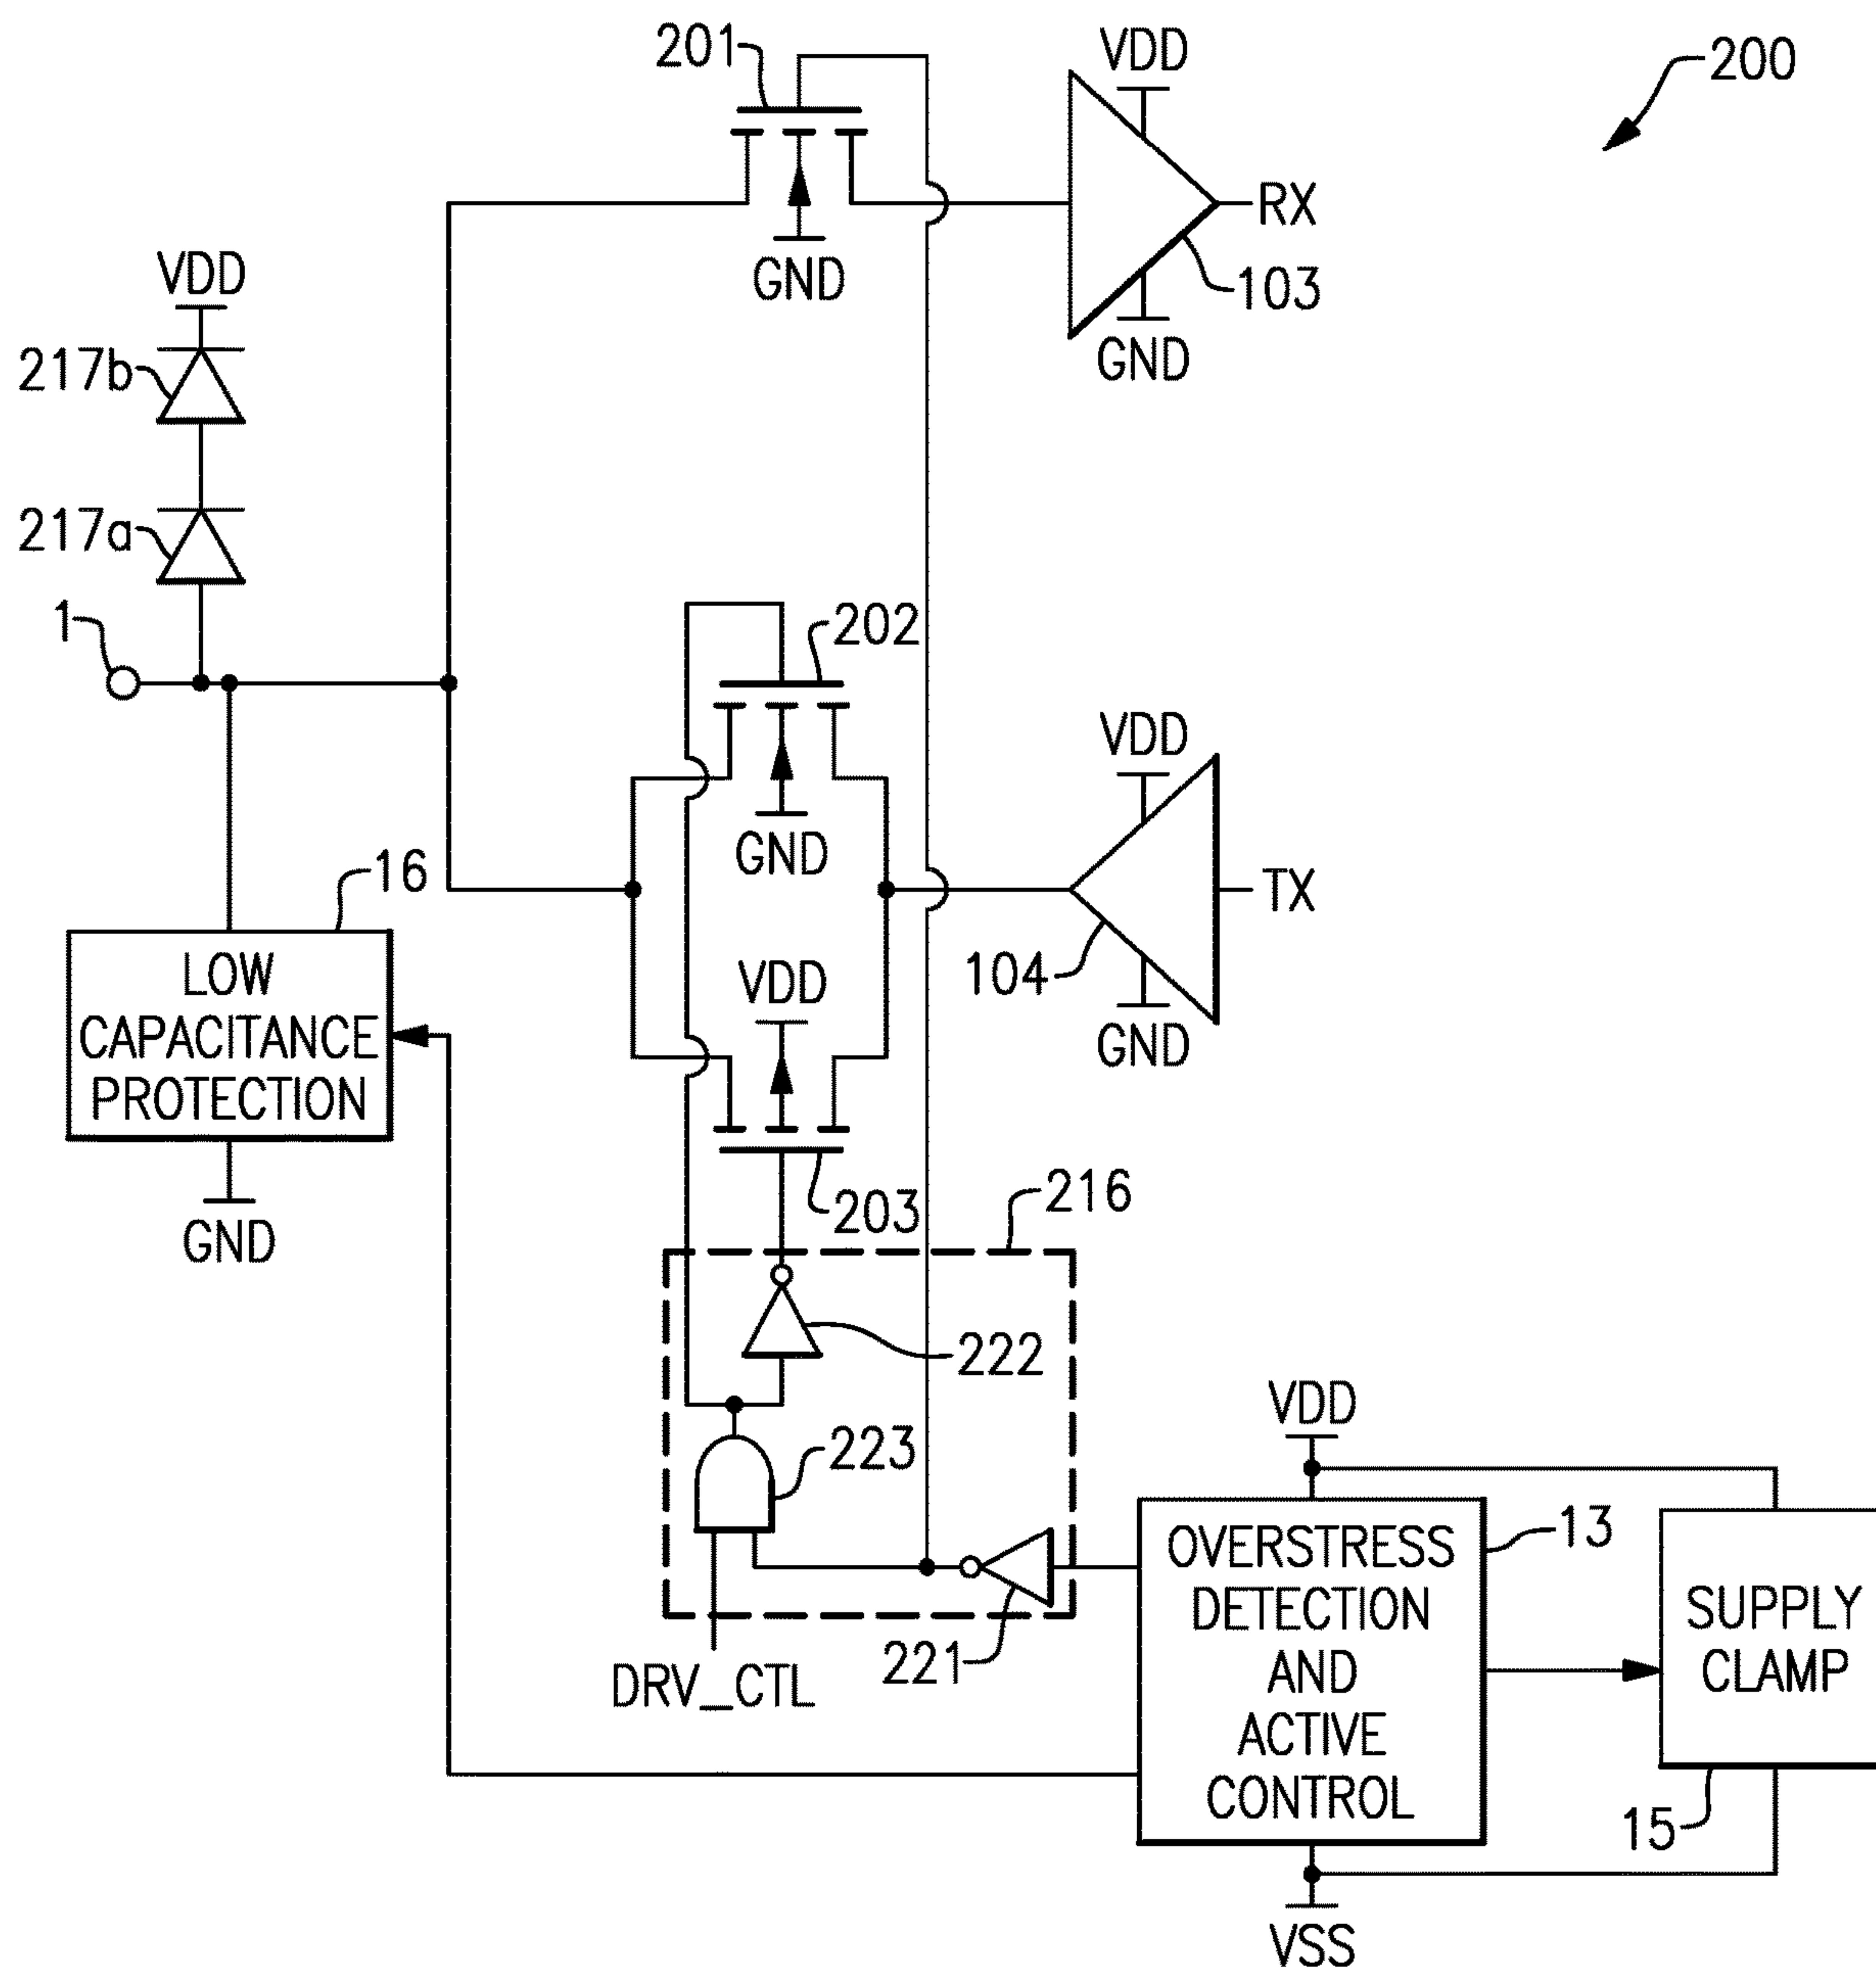 201
VDD
200
RX
GND
103
GND
VDD
217b
217a
1
202
VDD
GND
TX
104
GND
16
LOW
CAPACITANCE
PROTECTION
GND
VDD
203
216
222
223
221
DRV_CTL
VDD
OVERSTRESS
DETECTION
AND
ACTIVE
CONTROL
13
SUPPLY
CLAMP
15
VSS